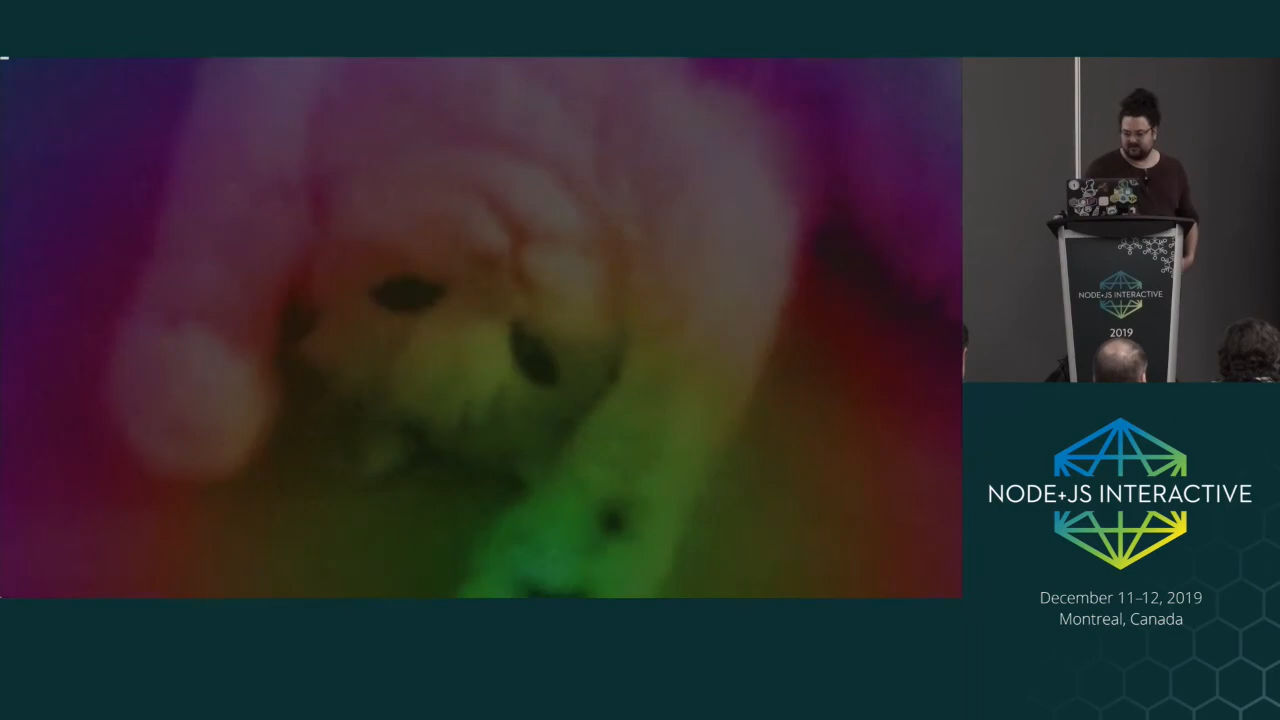 NODE+JS INTERACTIVE
2019
NODE+JS INTERACTIVE
December 11–12, 2019
Montreal, Canada